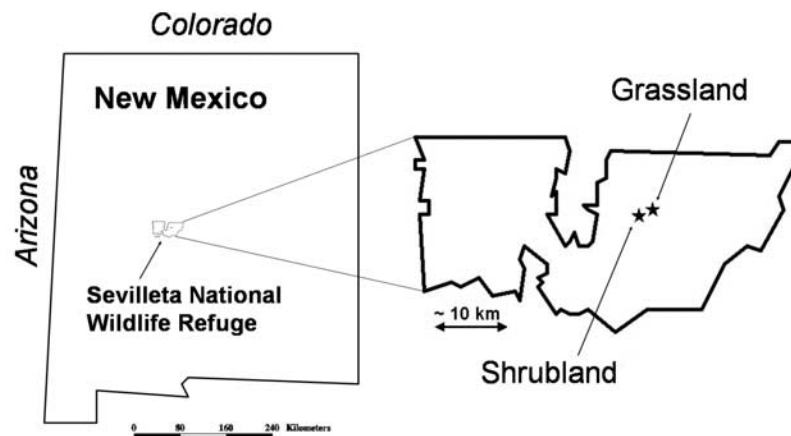 Colorado
New Mexico
Arizona
Sevilleta National
Wildlife Refuge
0 80 160 240 Kilometers
Grassland
~ 10 km
Shrubland